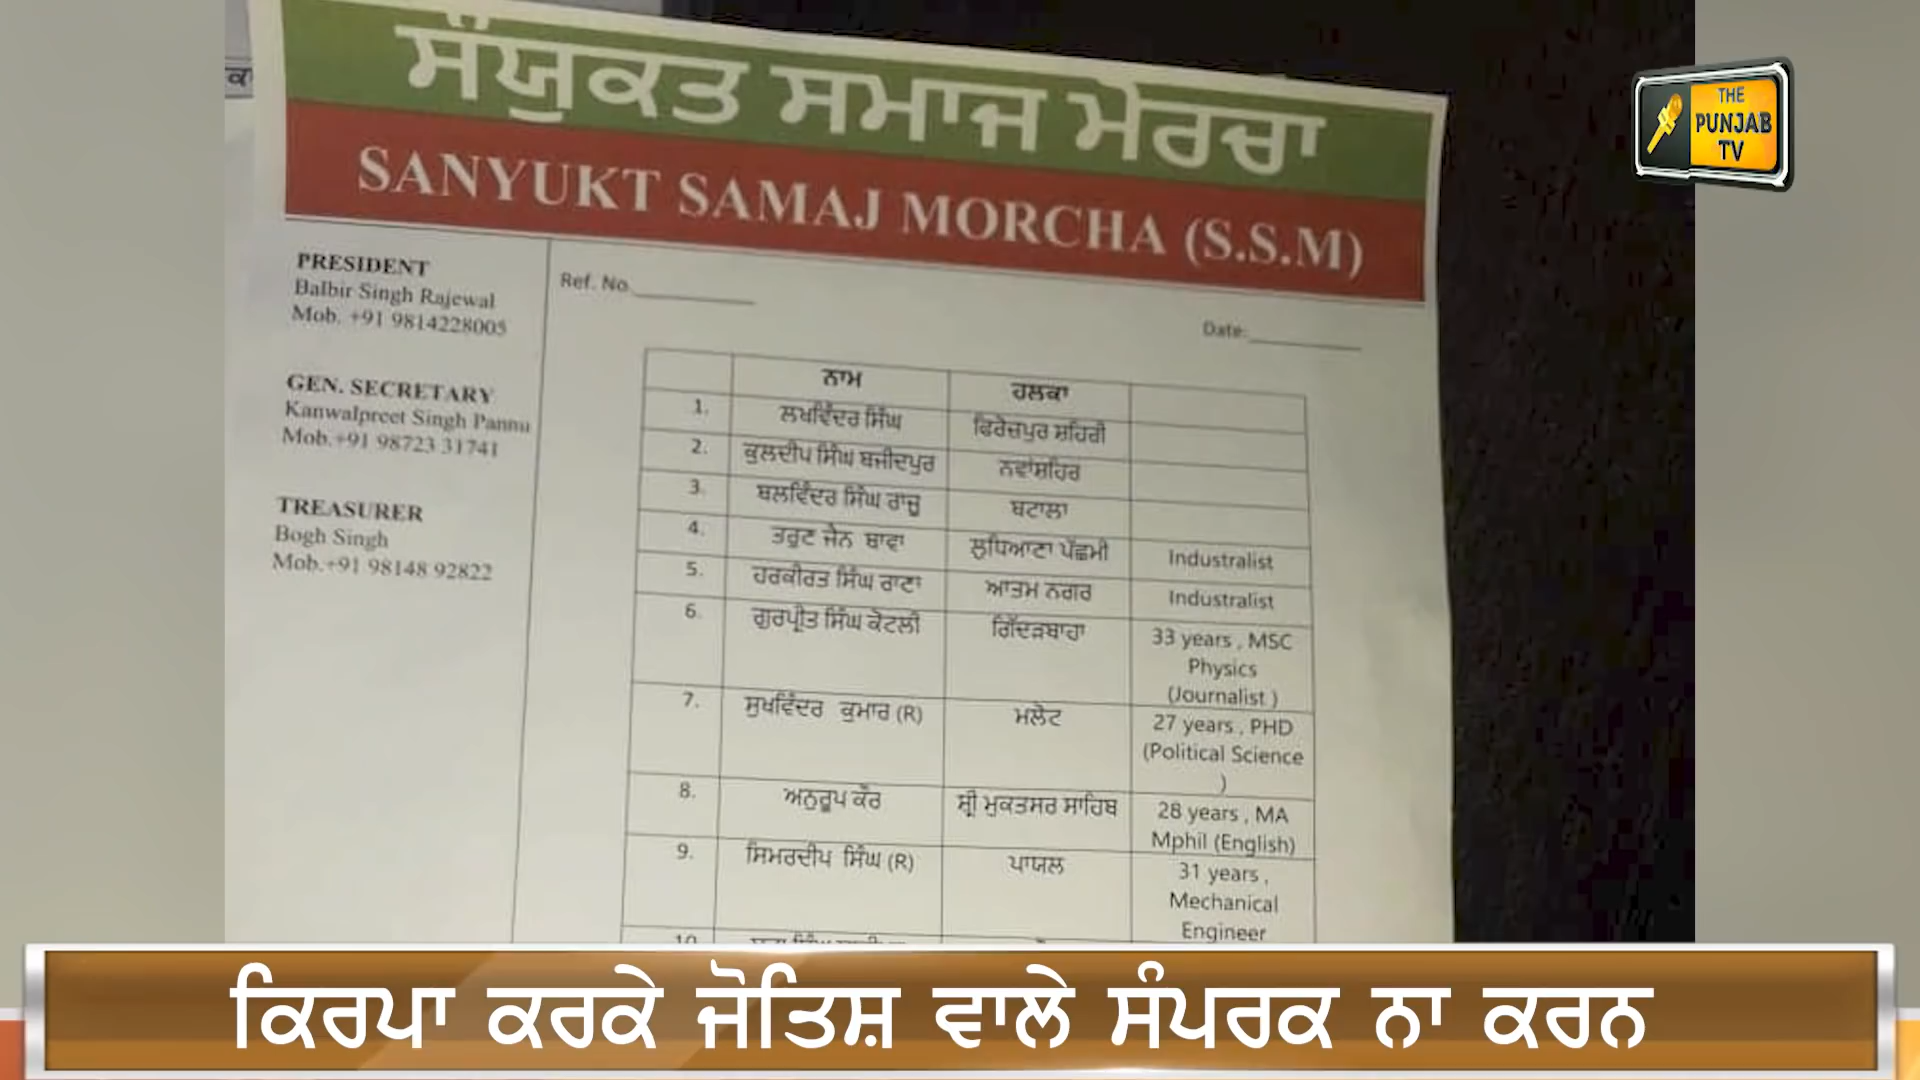 ਸੰਯੁਕਤ ਸਮਾਜ ਮੋਰਚਾ
SANYUKT SAMAJ MORCHA (S.S.M)
THE
PUNJAB
TV
PRESIDENT
Balbir Singh Rajewal
Mob. +91 9814228005
GEN. SECRETARY
Kanwalpreet Singh Pannu
Mob.+91 98723 31741
TREASURER
Bogh Singh
Mob.+91 98148 92822
Ref. No.
Date:
ਨਾਮ ਹਲਕਾ
1. ਲਖਵਿੰਦਰ ਸਿੰਘ ਫਿਰੋਜ਼ਪੁਰ ਸ਼ਹਿਰੀ
2. ਕੁਲਦੀਪ ਸਿੰਘ ਬਜੀਦਪੁਰ ਨਵਾਂਸ਼ਹਿਰ
3. ਬਲਵਿੰਦਰ ਸਿੰਘ ਰਾਜੂ ਬਟਾਲਾ
4. ਤਰੁਣ ਜੈਨ ਬਾਵਾ ਲੁਧਿਆਣਾ ਪੱਛਮੀ Industralist
5. ਹਰਕੀਰਤ ਸਿੰਘ ਰਾਣਾ ਆਤਮ ਨਗਰ Industralist
6. ਗੁਰਪ੍ਰੀਤ ਸਿੰਘ ਕੋਟਲੀ ਗਿੱਦੜਬਾਹਾ 33 years , MSC
Physics
(Journalist )
7. ਸੁਖਵਿੰਦਰ ਕੁਮਾਰ (R) ਮਲੋਟ 27 years , PHD
(Political Science
)
8. ਅਨੁਰੂਪ ਕੌਰ ਸ਼੍ਰੀ ਮੁਕਤਸਰ ਸਾਹਿਬ 28 years , MA
Mphil (English)
9. ਸਿਮਰਦੀਪ ਸਿੰਘ (R) ਪਾਯਲ 31 years ,
Mechanical
Engineer
10
ਕਿਰਪਾ ਕਰਕੇ ਜੋਤਿਸ਼ ਵਾਲੇ ਸੰਪਰਕ ਨਾ ਕਰਨ